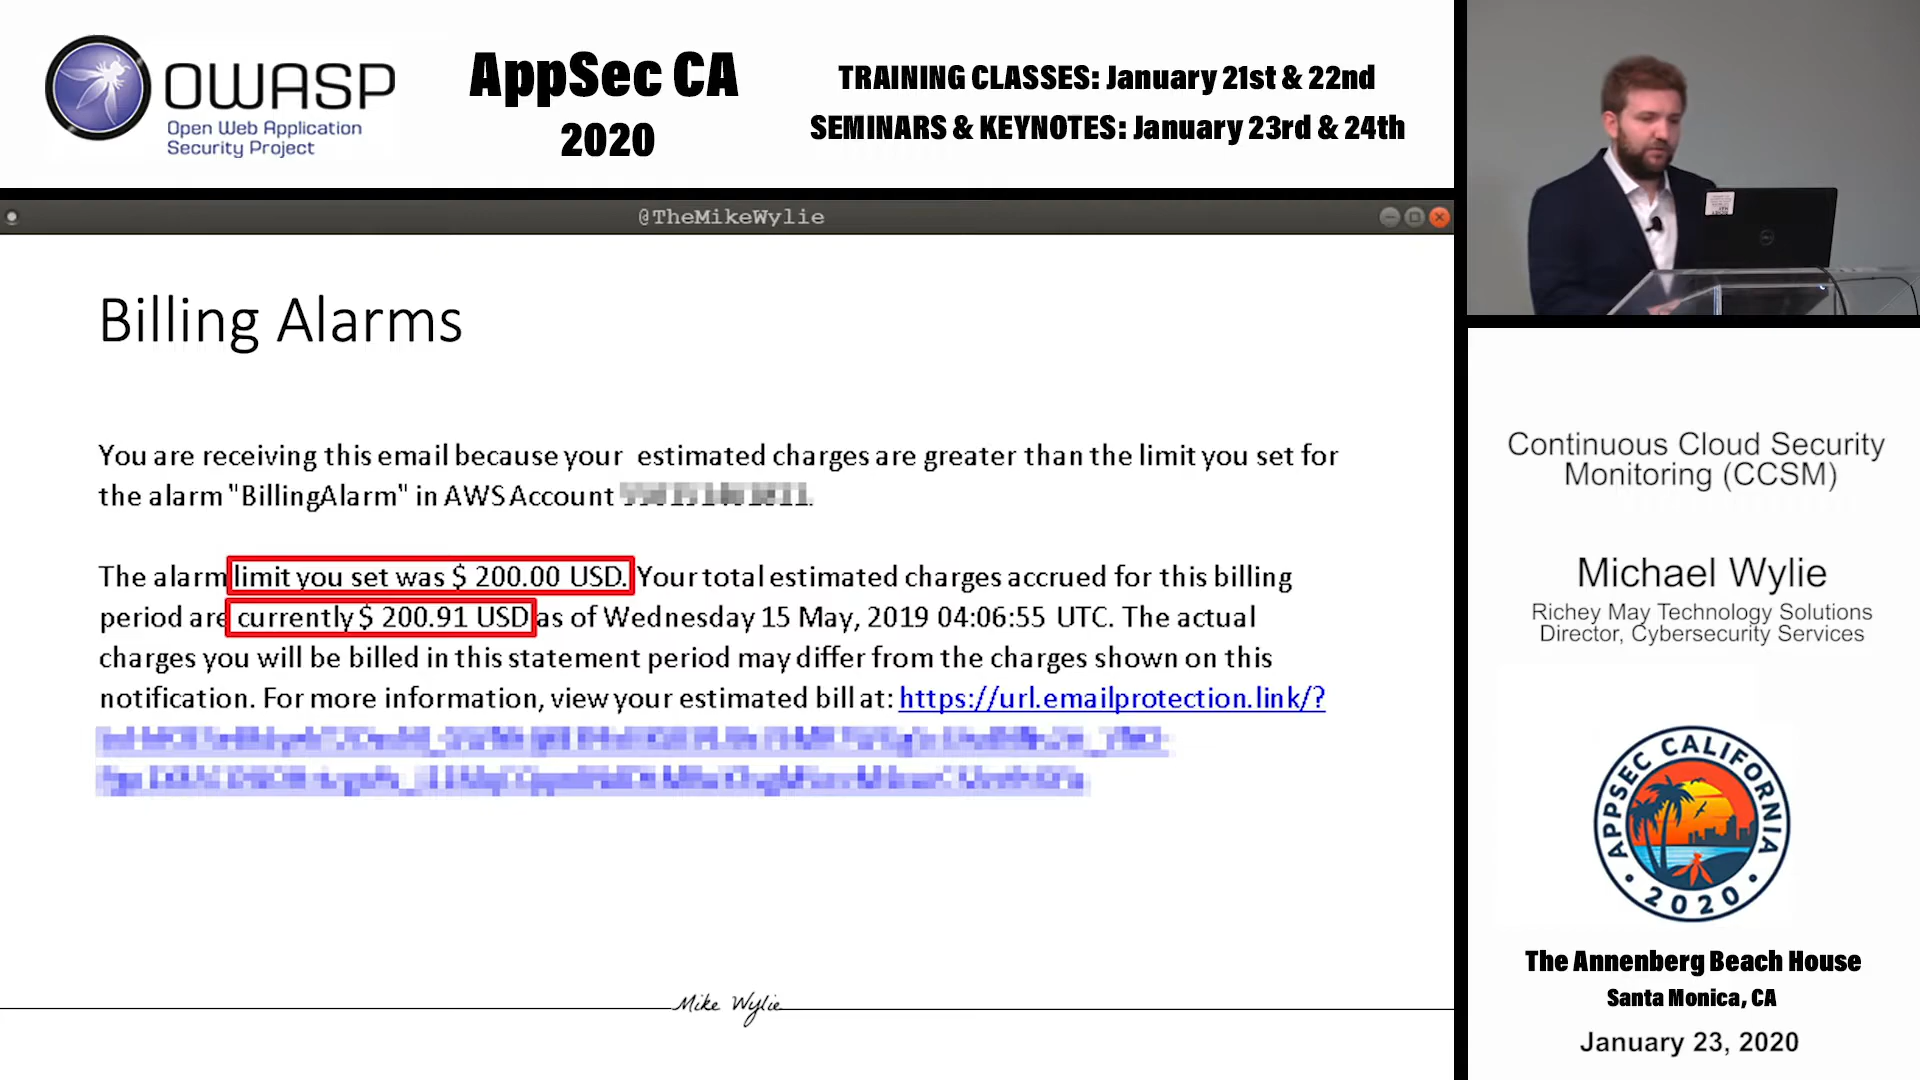 OWASP
Open Web Application
Security Project
AppSec CA
2020
TRAINING CLASSES: January 21st & 22nd
SEMINARS & KEYNOTES: January 23rd & 24th
@TheMikeWylie
Billing Alarms
You are receiving this email because your estimated charges are greater than the limit you set for
the alarm "BillingAlarm" in AWS Account
The alarm limit you set was $ 200.00 USD. Your total estimated charges accrued for this billing
period are currently $ 200.91 USD as of Wednesday 15 May, 2019 04:06:55 UTC. The actual
charges you will be billed in this statement period may differ from the charges shown on this
notification. For more information, view your estimated bill at: https://url.emailprotection.link/?
Mike Wylie
Continuous Cloud Security
Monitoring (CCSM)
Michael Wylie
Richey May Technology Solutions
Director, Cybersecurity Services
APPSEC CALIFORNIA
• 2020 •
The Annenberg Beach House
Santa Monica, CA
January 23, 2020